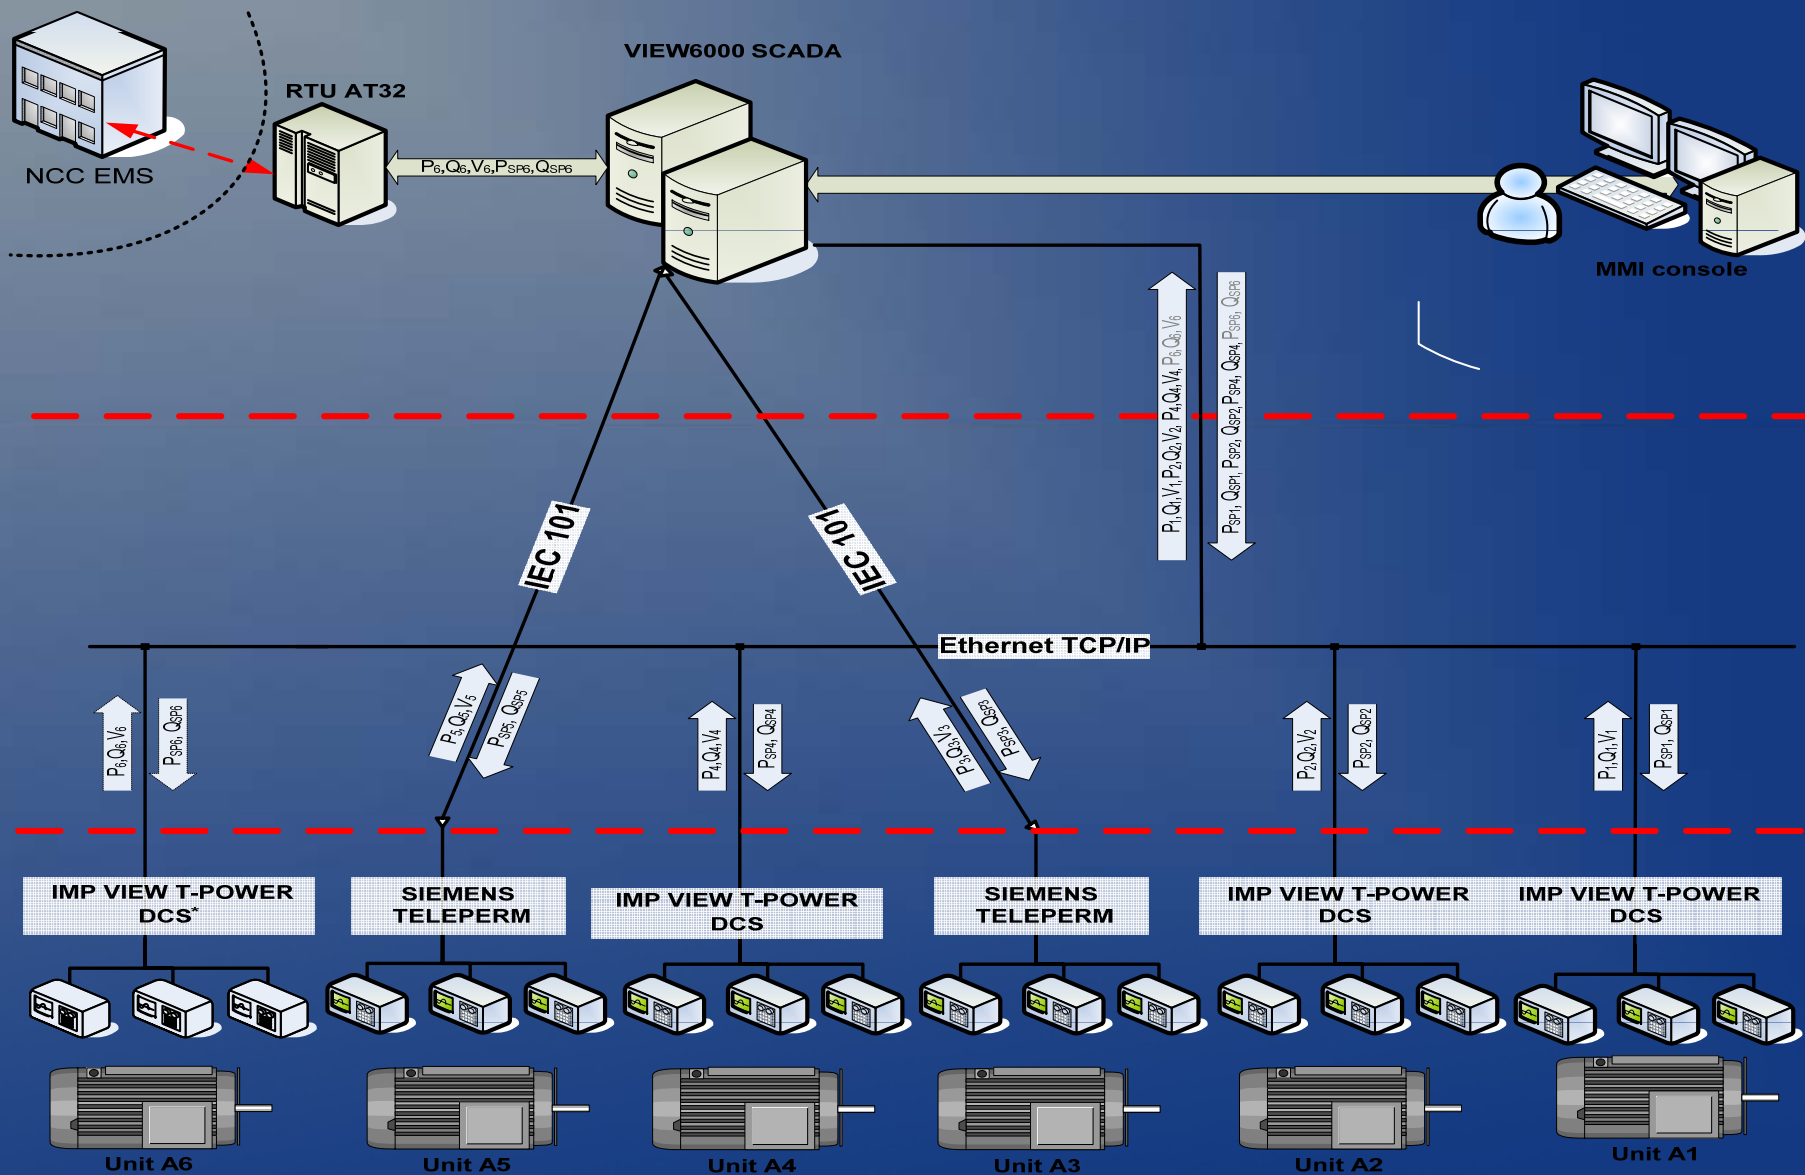 VIEW6000 SCADA
RTU AT32
NCC EMS
P6,Q6,V6,PSP6,QSP6
MMI console
P1,Q1,V1,P2,Q2,V2, P4,Q4,V4,P6,Q6,V6
PSP1, QSP1, PSP2, QSP2, PSP4, QSP4, PSP6, QSP6
IEC 101
IEC 101
Ethernet TCP/IP
P6,Q6,V6
PSP6, QSP6
P5,Q5,V5
PSP5, QSP5
P4,Q4,V4
PSP4, QSP4
P3,Q3,V3
PSP3, QSP3
P2,Q2,V2
PSP2, QSP2
P1,Q1,V1
PSP1, QSP1
IMP VIEW T-POWER
DCS*
SIEMENS
TELEPERM
IMP VIEW T-POWER
DCS
SIEMENS
TELEPERM
IMP VIEW T-POWER
DCS
IMP VIEW T-POWER
DCS
Unit A6
Unit A5
Unit A4
Unit A3
Unit A2
Unit A1